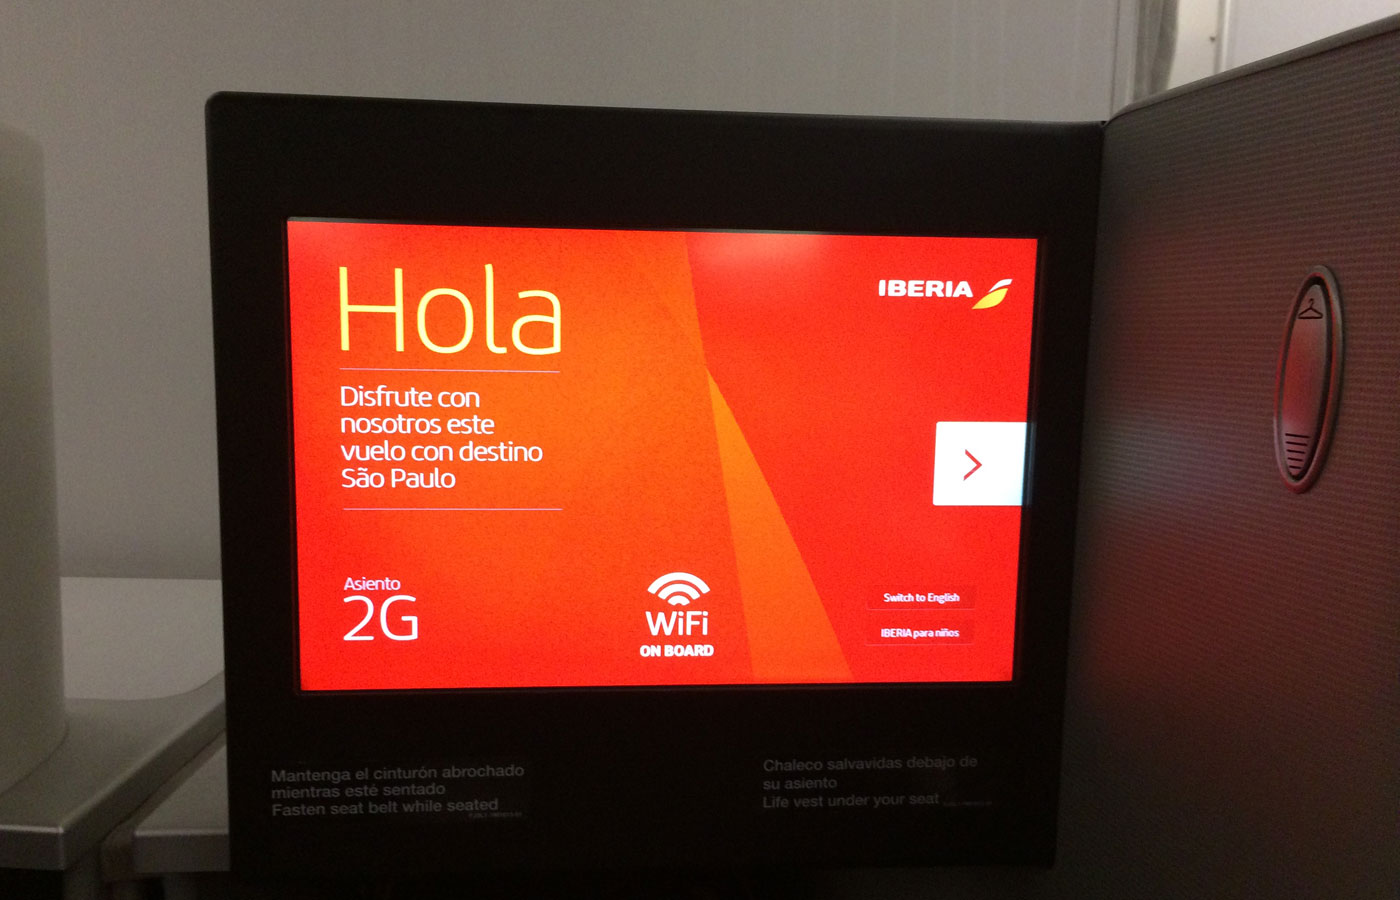 Hola
IBERIA
Disfrute con
nosotros este
vuelo con destino
São Paulo
Asiento
2G
WiFi
ON BOARD
Switch to English
IBERIA para niños
Mantenga el cinturón abrochado
mientras esté sentado
Fasten seat belt while seated
Chaleco salvavidas debajo de
su asiento
Life vest under your seat